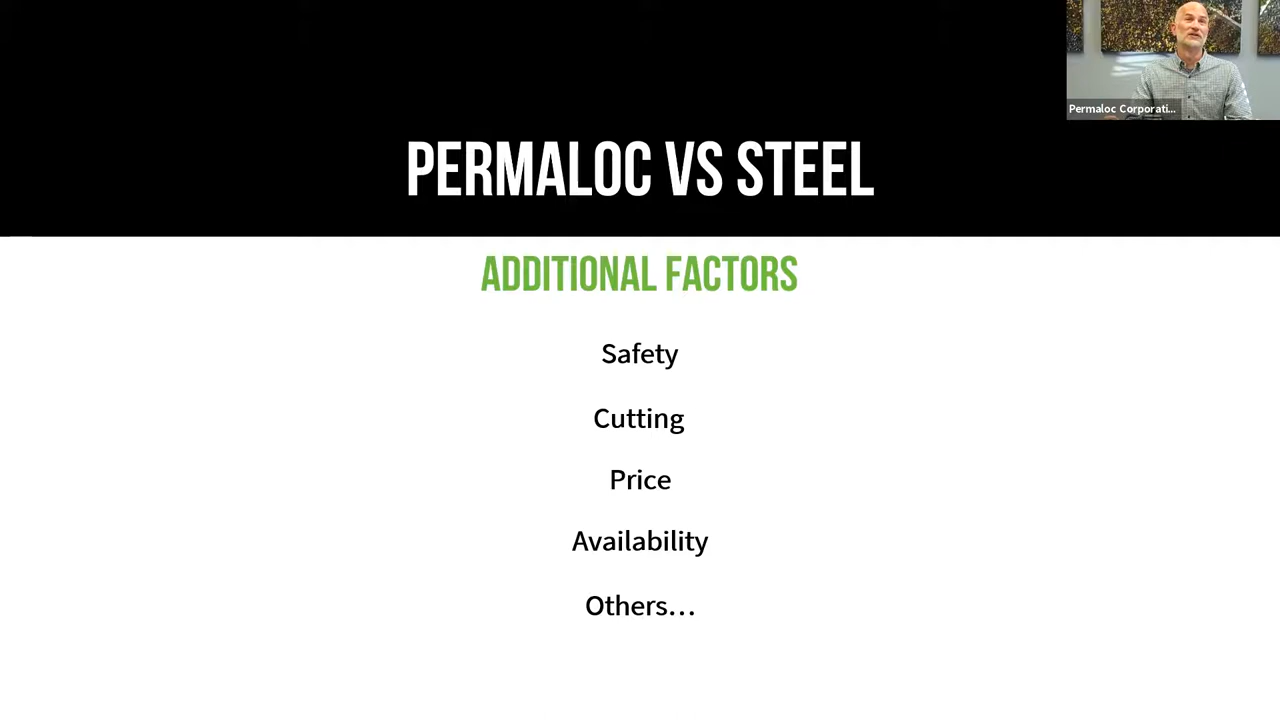 Permaloc Corporati...
PERMALOC VS STEEL
ADDITIONAL FACTORS
Safety
Cutting
Price
Availability
Others...